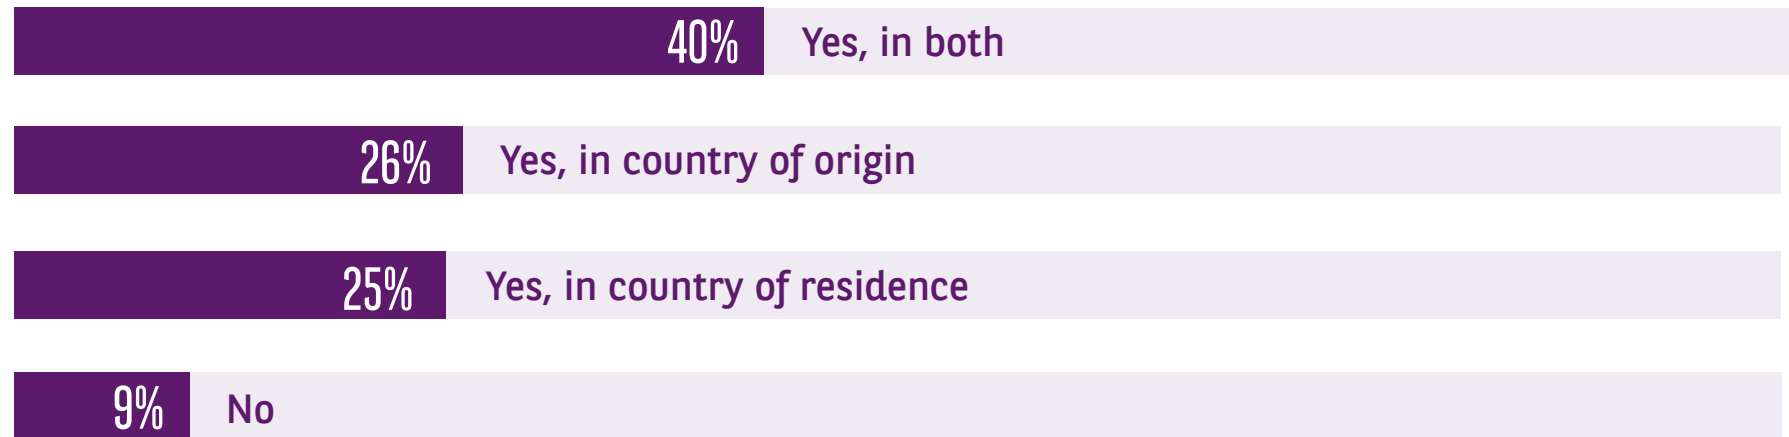 40% Yes, in both
26% Yes, in country of origin
25% Yes, in country of residence
9% No